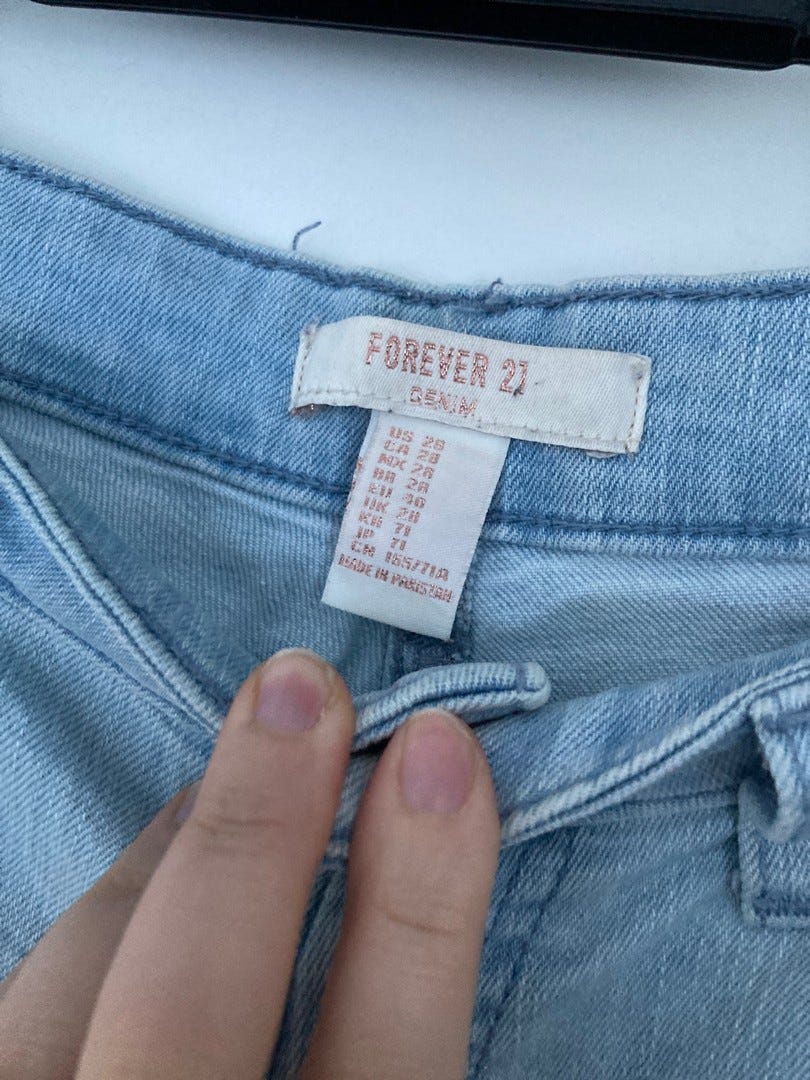 FOREVER 21
DENIM
US 28
CA 28
MX 28
BR 28
EU 40
UK 28
KR 71
JP 71
CN 165/71A
MADE IN PAKISTAN